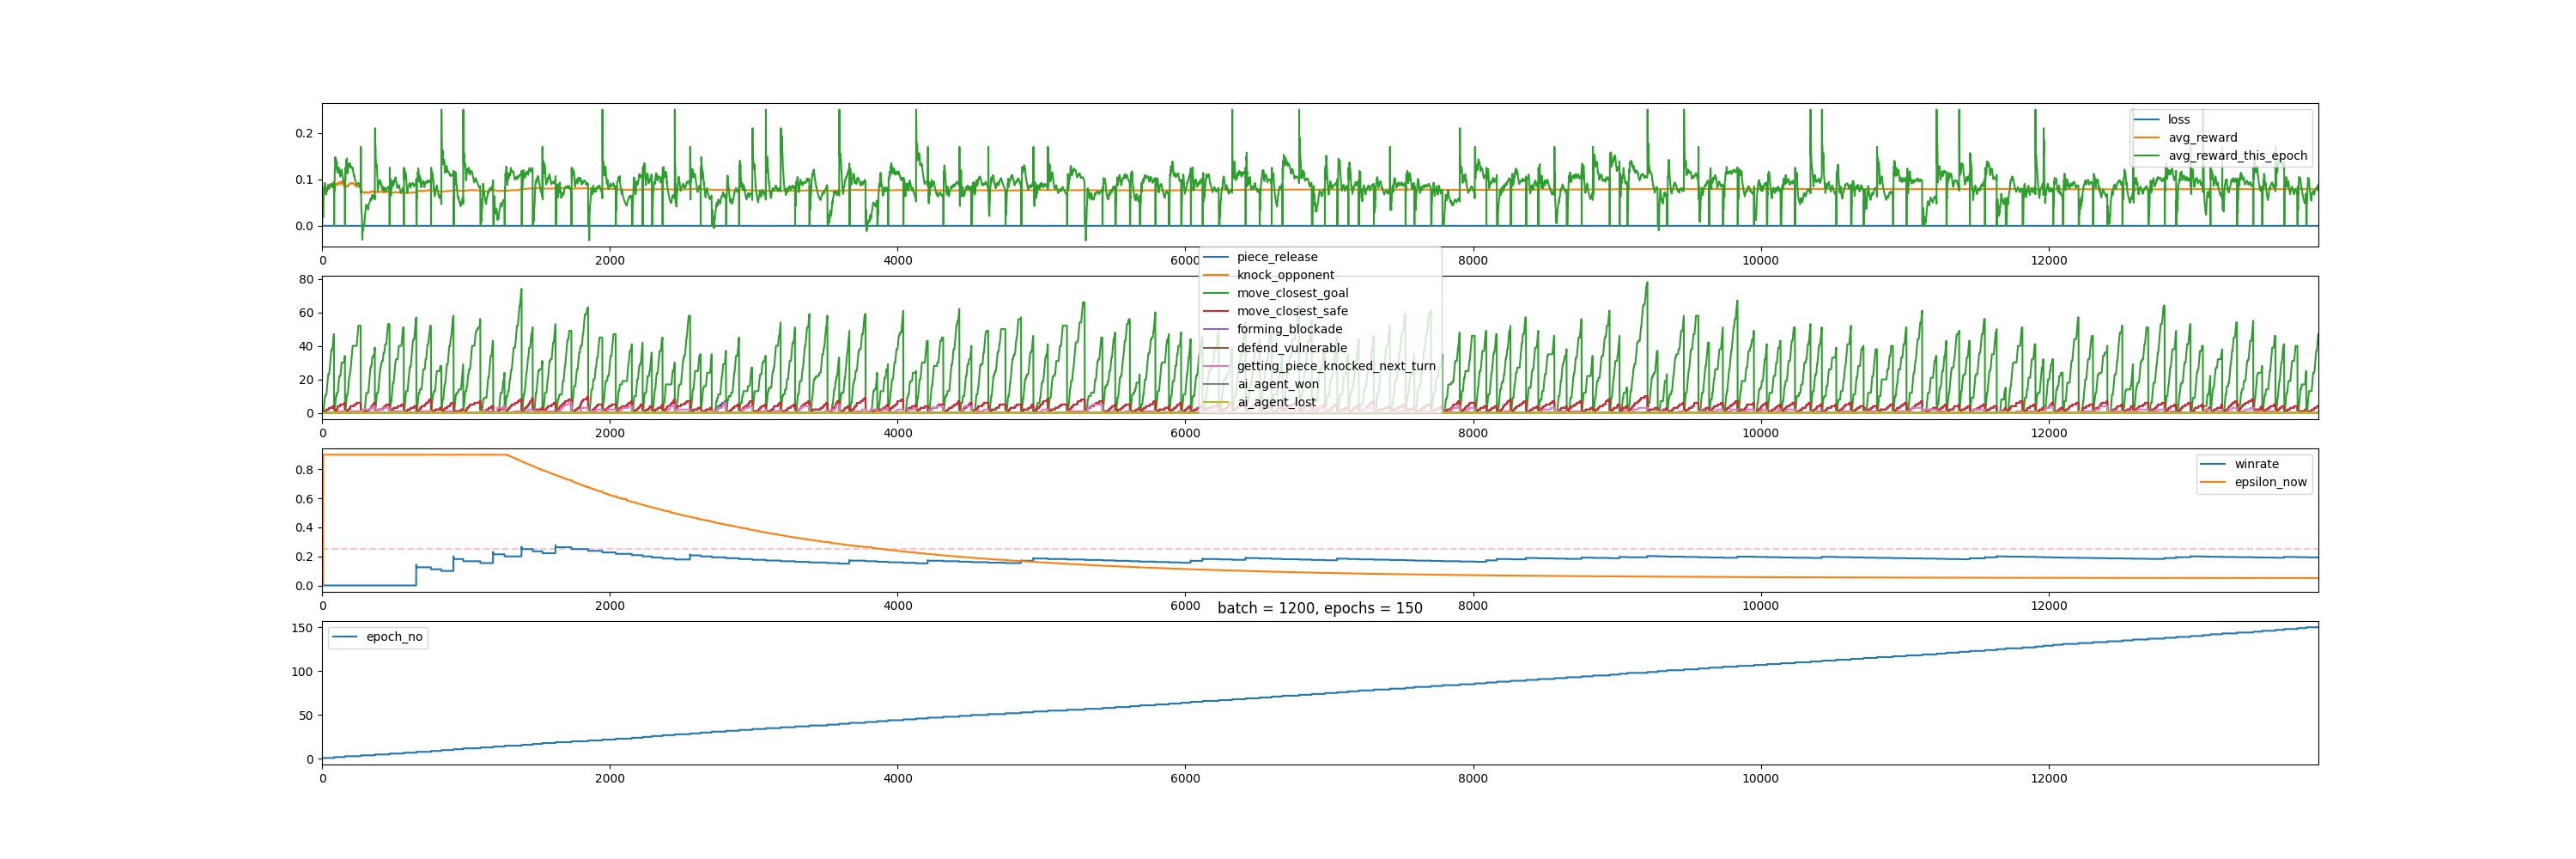 0.2
0.1
0.0
loss
avg_reward
avg_reward_this_epoch
0 2000 4000 6000 8000 10000 12000
80
60
40
20
0
piece_release
knock_opponent
move_closest_goal
move_closest_safe
forming_blockade
defend_vulnerable
getting_piece_knocked_next_turn
ai_agent_won
ai_agent_lost
0 2000 4000 6000 8000 10000 12000
0.8
0.6
0.4
0.2
0.0
winrate
epsilon_now
0 2000 4000 6000 8000 10000 12000
batch = 1200, epochs = 150
150
100
50
0
epoch_no
0 2000 4000 6000 8000 10000 12000